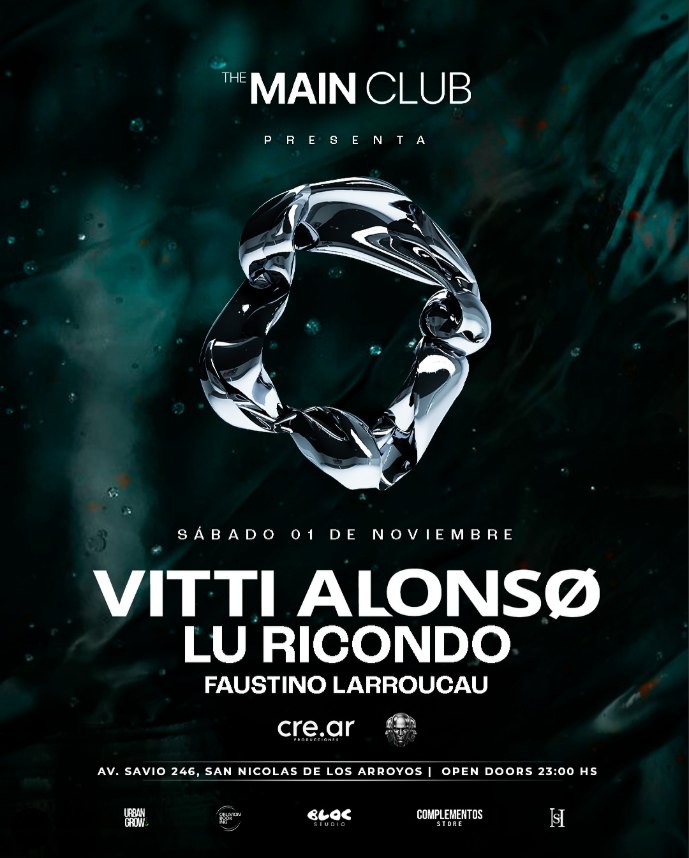 THE MAIN CLUB
PRESENTA
SÁBADO 01 DE NOVIEMBRE
VITTI ALONSØ
LU RICONDO
FAUSTINO LARROUCAU
cre.ar
PRODUCCIONES
AV. SAVIO 246, SAN NICOLAS DE LOS ARROYOS | OPEN DOORS 23:00 HS
URBAN
GROW
BLOC
STUDIO
COMPLEMENTOS
STORE